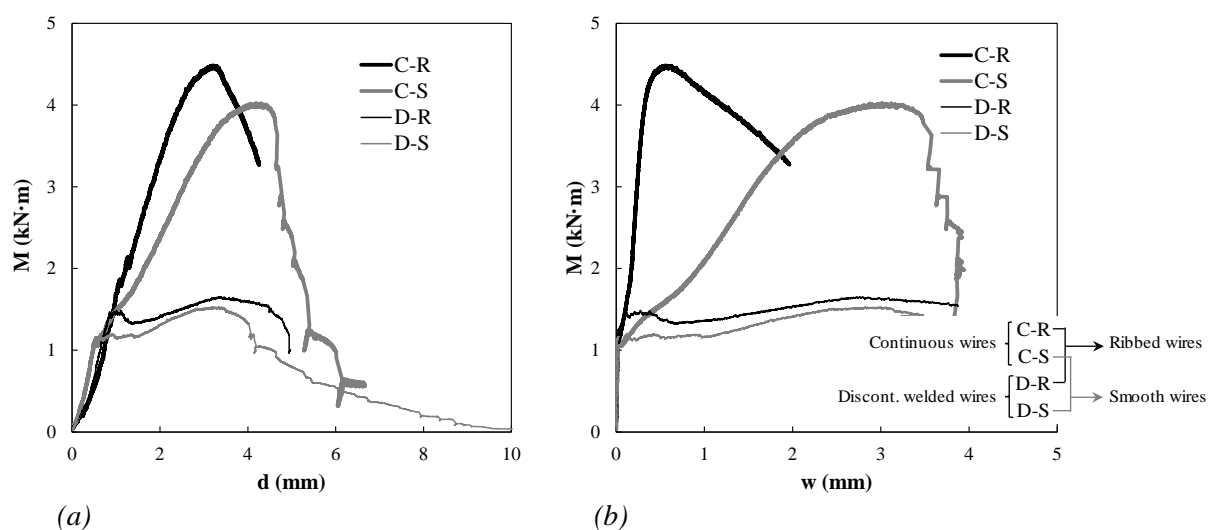 5
4
3
2
1
0
M (kN·m)
C-R
C-S
D-R
D-S
0 2 4 6 8 10
d (mm)
(a)
5
4
3
2
1
0
M (kN·m)
C-R
C-S
D-R
D-S
Continuous wires
C-R
C-S
Ribbed wires
Discont. welded wires
D-R
D-S
Smooth wires
0 1 2 3 4 5
w (mm)
(b)